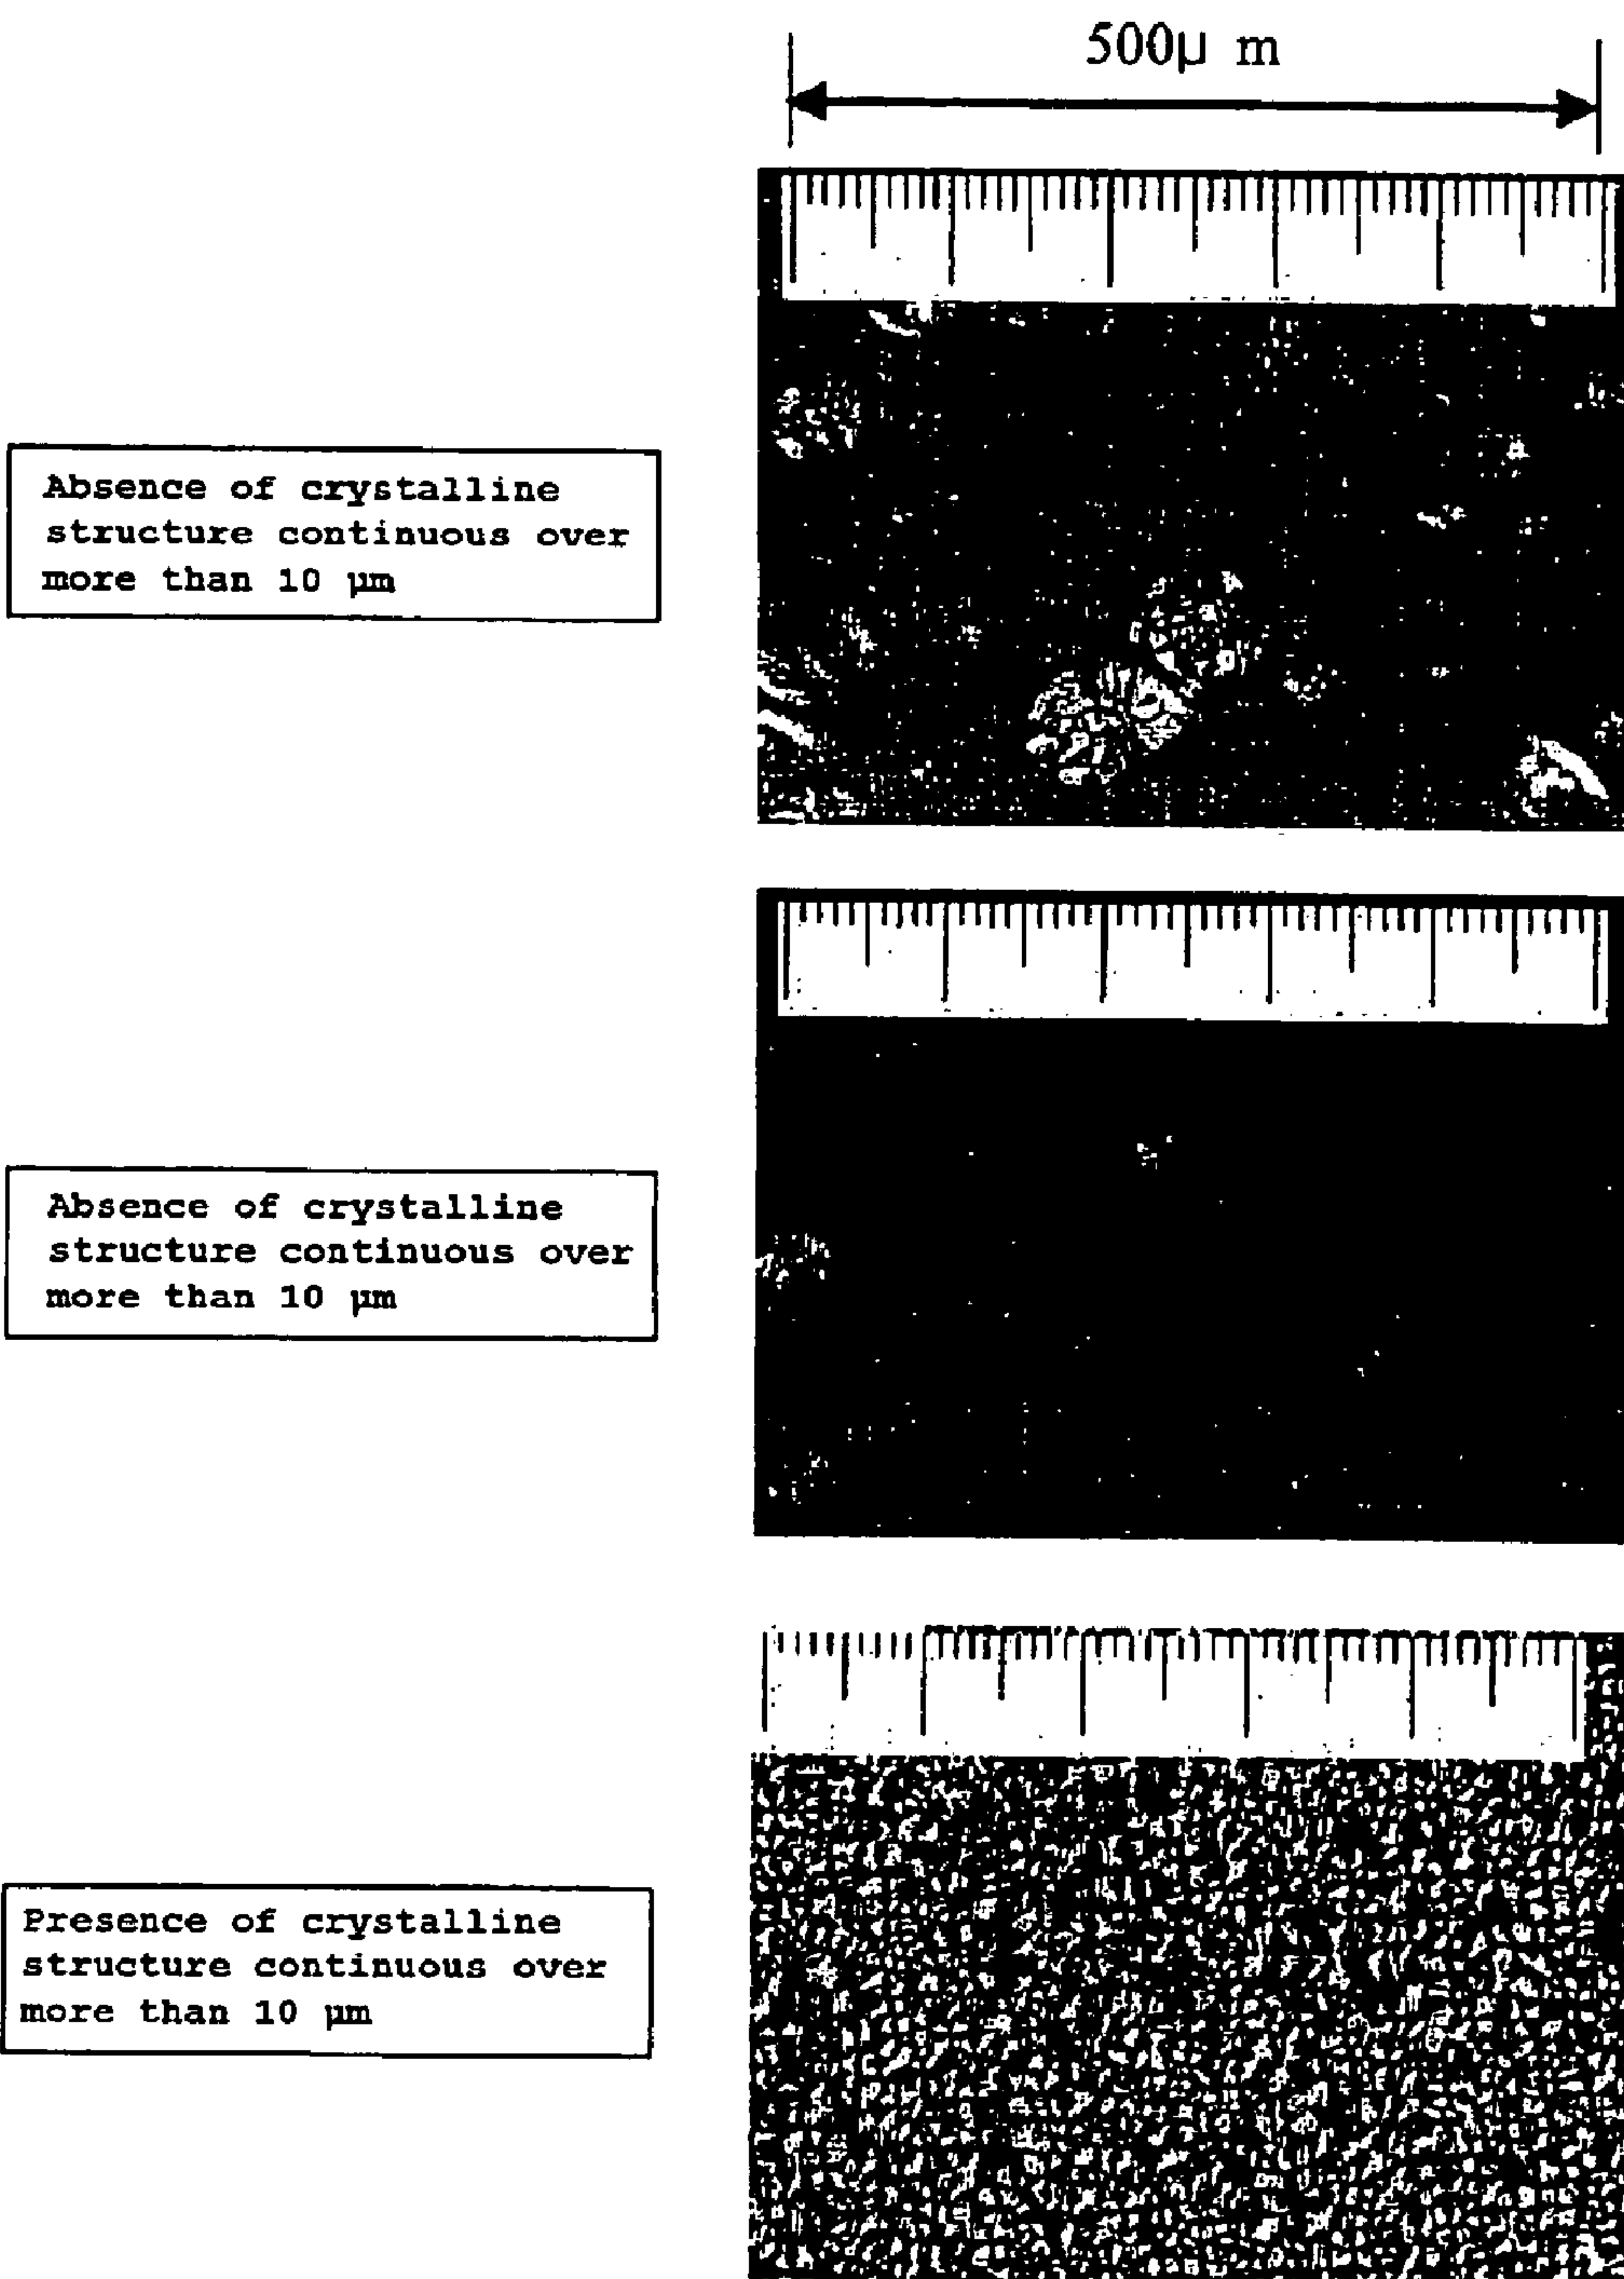 500μ m
Absence of crystalline
structure continuous over
more than 10 μm
Absence of crystalline
structure continuous over
more than 10 μm
Presence of crystalline
structure continuous over
more than 10 μm